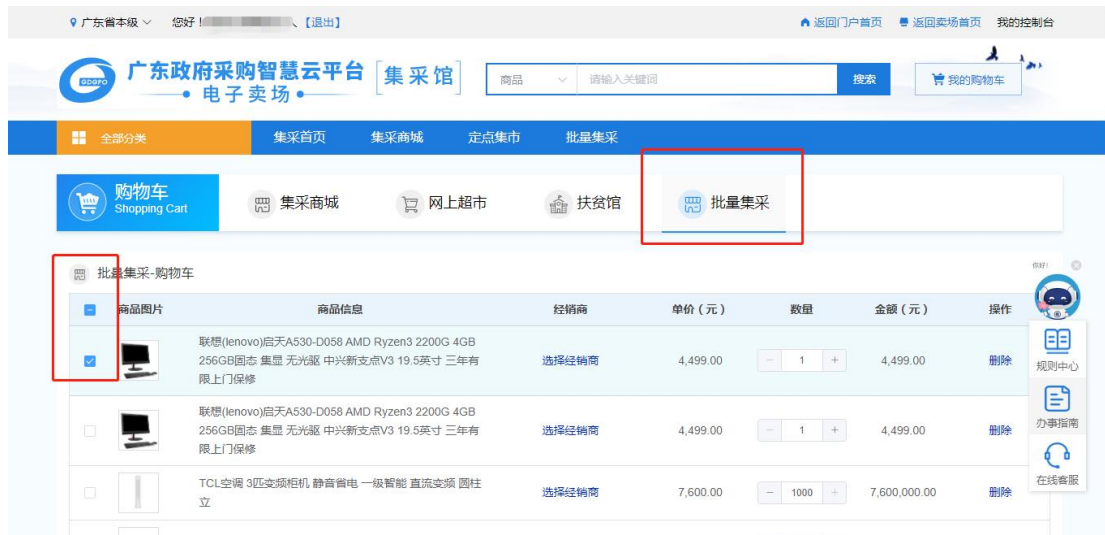 广东省本级 您好！ 【退出】 返回门户首页 返回卖场首页 我的控制台
GDGPO 广东政府采购智慧云平台 集采馆
电子卖场
商品 请输入关键词 搜索 我的购物车
全部分类 集采首页 集采商城 定点集市 批量集采
购物车 集采商城 网上超市 扶贫馆 批量集采
Shopping Cart
批量集采-购物车
你好!
商品图片 商品信息 经销商 单价（元） 数量 金额（元） 操作
联想(lenovo)启天A530-D058 AMD Ryzen3 2200G 4GB
256GB固态 集显 无光驱 中兴新支点V3 19.5英寸 三年有
限上门保修
选择经销商 4,499.00 － 1 + 4,499.00 删除
联想(lenovo)启天A530-D058 AMD Ryzen3 2200G 4GB
256GB固态 集显 无光驱 中兴新支点V3 19.5英寸 三年有
限上门保修
选择经销商 4,499.00 － 1 + 4,499.00 删除
TCL空调 3匹变频柜机 静音省电 一级智能 直流变频 圆柱
立
选择经销商 7,600.00 － 1000 + 7,600,000.00 删除
规则中心
办事指南
在线客服